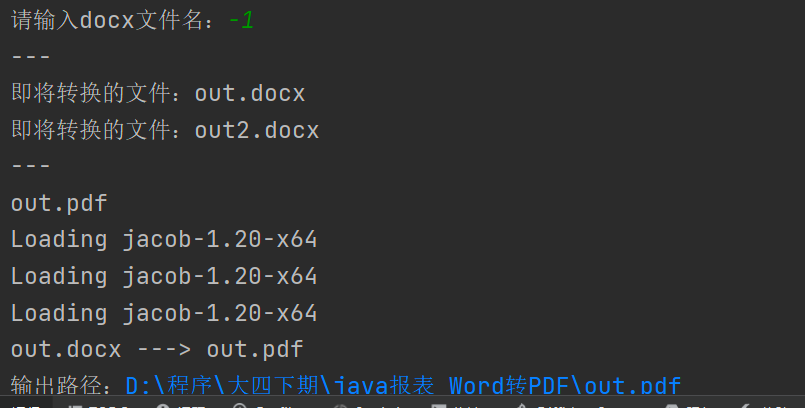 请输入docx文件名：-1
---
即将转换的文件：out.docx
即将转换的文件：out2.docx
---
out.pdf
Loading jacob-1.20-x64
Loading jacob-1.20-x64
Loading jacob-1.20-x64
out.docx ---> out.pdf
输出路径：D:\程序\大四下期\java报表_Word转PDF\out.pdf